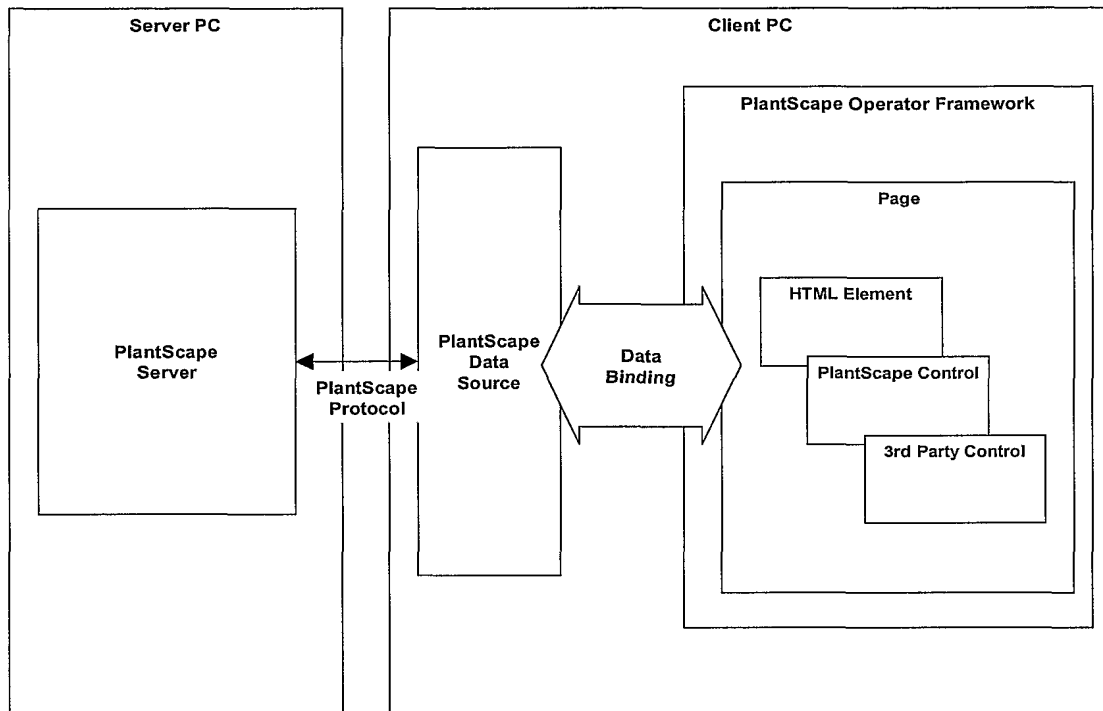 Server PC
Client PC
PlantScape Operator Framework
Page
HTML Element
PlantScape Control
3rd Party Control
PlantScape
Server
PlantScape
Protocol
PlantScape
Data
Source
Data
Binding